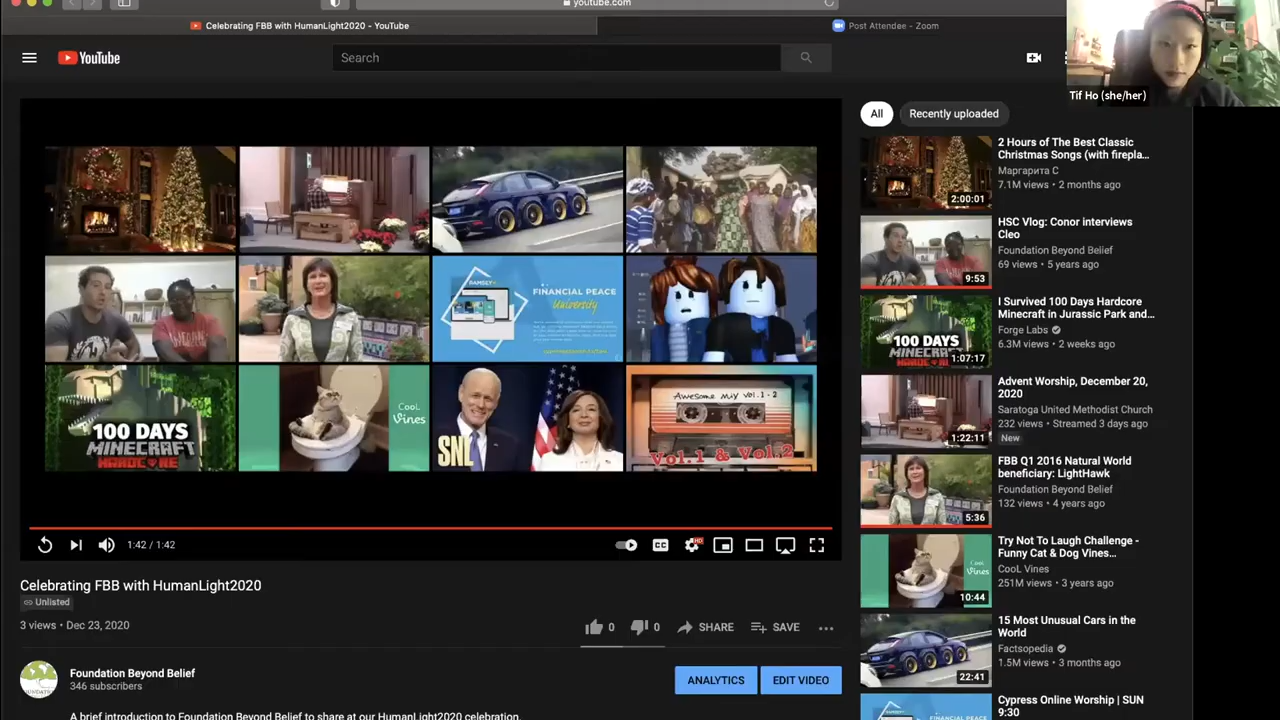 youtube.com
Celebrating FBB with HumanLight2020 - YouTube
Post Attendee - Zoom
YouTube
Search
Tif Ho (she/her)
All
Recently uploaded
FINANCIAL PEACE
University
CooL
Vines
100 DAYS
MINECRAFT
HARDCORE
SNL
AWESOME MIX VOL.1-2
Vol.1 & Vol.2
1:42 / 1:42
CC
HD
Celebrating FBB with HumanLight2020
Unlisted
3 views • Dec 23, 2020
0
0
SHARE
SAVE
Foundation Beyond Belief
346 subscribers
ANALYTICS
EDIT VIDEO
A brief introduction to Foundation Beyond Belief to share at our HumanLight2020 celebration.
2:00:01
2 Hours of The Best Classic
Christmas Songs (with firepla...
Маргарита С
7.1M views • 2 months ago
9:53
HSC Vlog: Conor interviews
Cleo
Foundation Beyond Belief
69 views • 5 years ago
100 DAYS
MINECRAFT
1:07:17
I Survived 100 Days Hardcore
Minecraft in Jurassic Park and...
Forge Labs
6.3M views • 2 weeks ago
1:22:11
Advent Worship, December 20,
2020
Saratoga United Methodist Church
232 views • Streamed 3 days ago
New
5:36
FBB Q1 2016 Natural World
beneficiary: LightHawk
Foundation Beyond Belief
132 views • 4 years ago
CooL
Vines
10:44
Try Not To Laugh Challenge -
Funny Cat & Dog Vines...
CooL Vines
251M views • 3 years ago
22:41
15 Most Unusual Cars in the
World
Factsopedia
1.5M views • 3 months ago
FINANCIAL PEACE
Cypress Online Worship | SUN
9:30